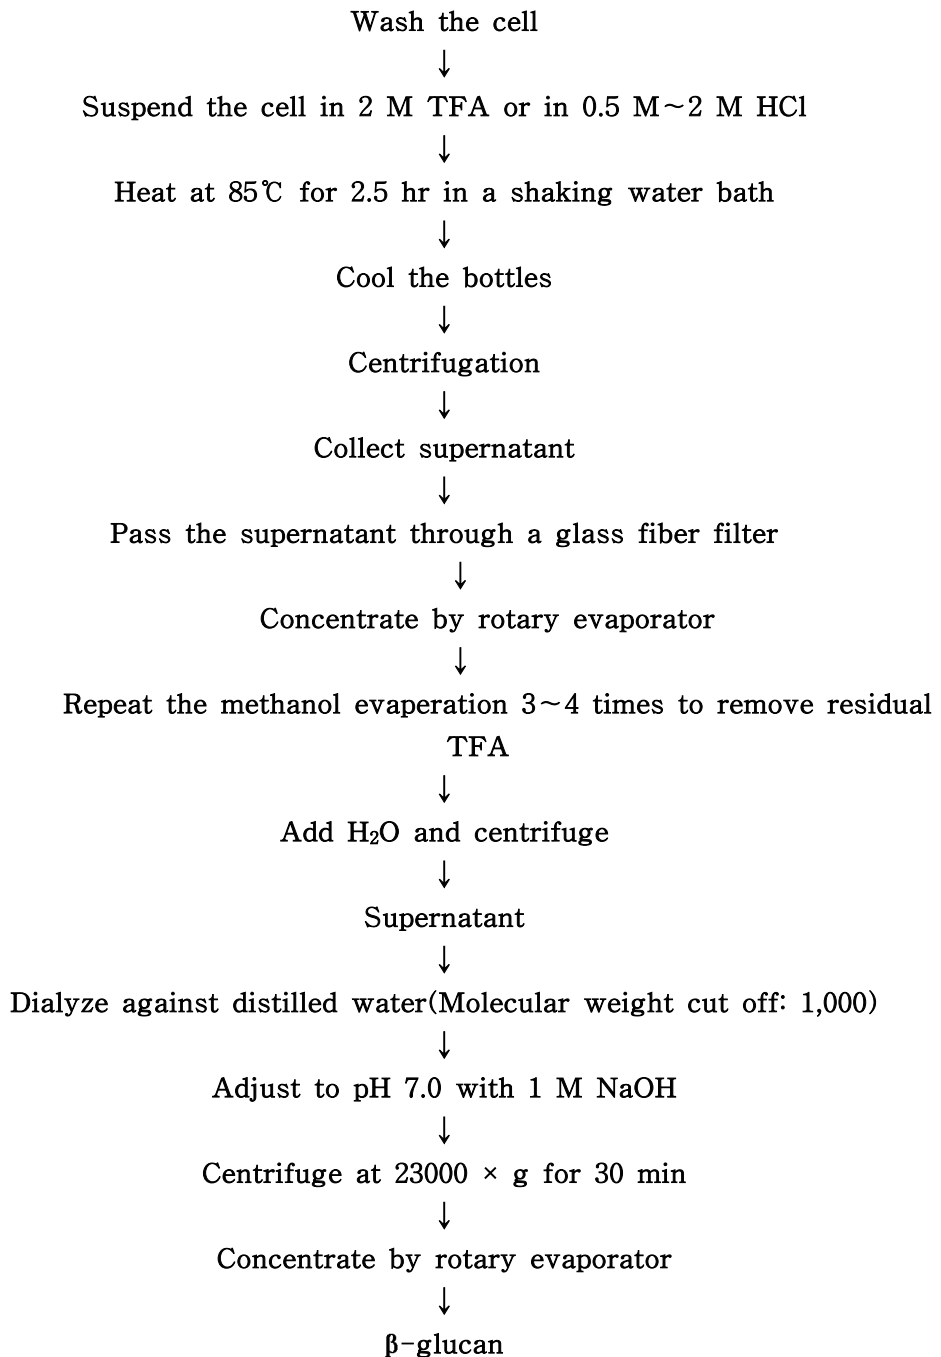 Wash the cell
↓
Suspend the cell in 2 M TFA or in 0.5 M~2 M HCl
↓
Heat at 85℃ for 2.5 hr in a shaking water bath
↓
Cool the bottles
↓
Centrifugation
↓
Collect supernatant
↓
Pass the supernatant through a glass fiber filter
↓
Concentrate by rotary evaporator
↓
Repeat the methanol evaperation 3~4 times to remove residual
TFA
↓
Add H₂O and centrifuge
↓
Supernatant
↓
Dialyze against distilled water(Molecular weight cut off: 1,000)
↓
Adjust to pH 7.0 with 1 M NaOH
↓
Centrifuge at 23000 × g for 30 min
↓
Concentrate by rotary evaporator
↓
β-glucan